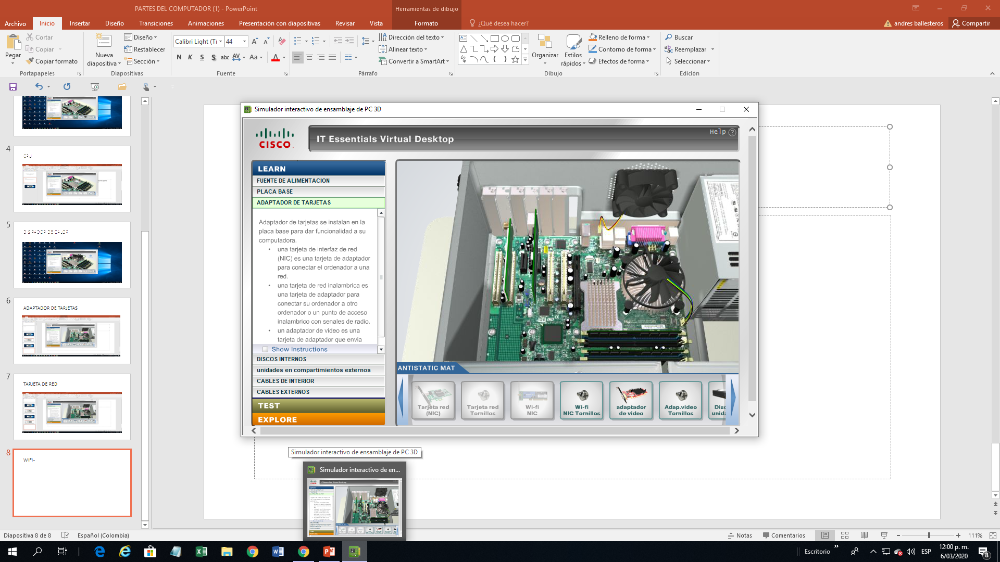 PARTES DEL COMPUTADOR (1) - PowerPoint
Herramientas de dibujo
Archivo
Inicio
Insertar
Diseño
Transiciones
Animaciones
Presentación con diapositivas
Revisar
Vista
Formato
¿Qué desea hacer?
andres ballesteros
Compartir
Pegar
Cortar
Copiar
Copiar formato
Portapapeles
Nueva
diapositiva
Diseño
Restablecer
Sección
Diapositivas
Calibri Light (Tí
44
N K S S abc AV Aa A
Fuente
Párrafo
Dirección del texto
Alinear texto
Convertir a SmartArt
Organizar
Estilos
rápidos
Relleno de forma
Contorno de forma
Efectos de forma
Dibujo
Buscar
Reemplazar
Seleccionar
Edición
4
5
6
ADAPTADOR DE TARJETAS
7
TARJETA DE RED
8
WIFI-
Simulador interactivo de ensamblaje de PC 3D
CISCO
IT Essentials Virtual Desktop
Help ?
LEARN
FUENTE DE ALIMENTACION
PLACA BASE
ADAPTADOR DE TARJETAS
Adaptador de tarjetas se instalan en la
placa base para dar funcionalidad a su
computadora.
• una tarjeta de interfaz de red
(NIC) es una tarjeta de adaptador
para conectar el ordenador a una
red.
• una tarjeta de red inalambrica es
una tarjeta de adaptador para
conectar su ordenador a otro
ordenador o un punto de acceso
inalambrico con senales de radio.
• un adaptador de video es una
tarjeta de adaptador que envia
Show Instructions
DISCOS INTERNOS
unidades en compartimientos externos
CABLES DE INTERIOR
CABLES EXTERNOS
TEST
EXPLORE
ANTISTATIC MAT
Tarjeta red
(NIC)
Tarjeta red
Tornillos
Wi-fi
NIC
Wi-fi
NIC Tornillos
adaptador
de video
Adap.video
Tornillos
Disc
unida
Simulador interactivo de ensamblaje de PC 3D
Simulador interactivo de en...
Diapositiva 8 de 8
Español (Colombia)
Notas
Comentarios
111%
Escritorio
ESP
12:00 p. m.
6/03/2020
8